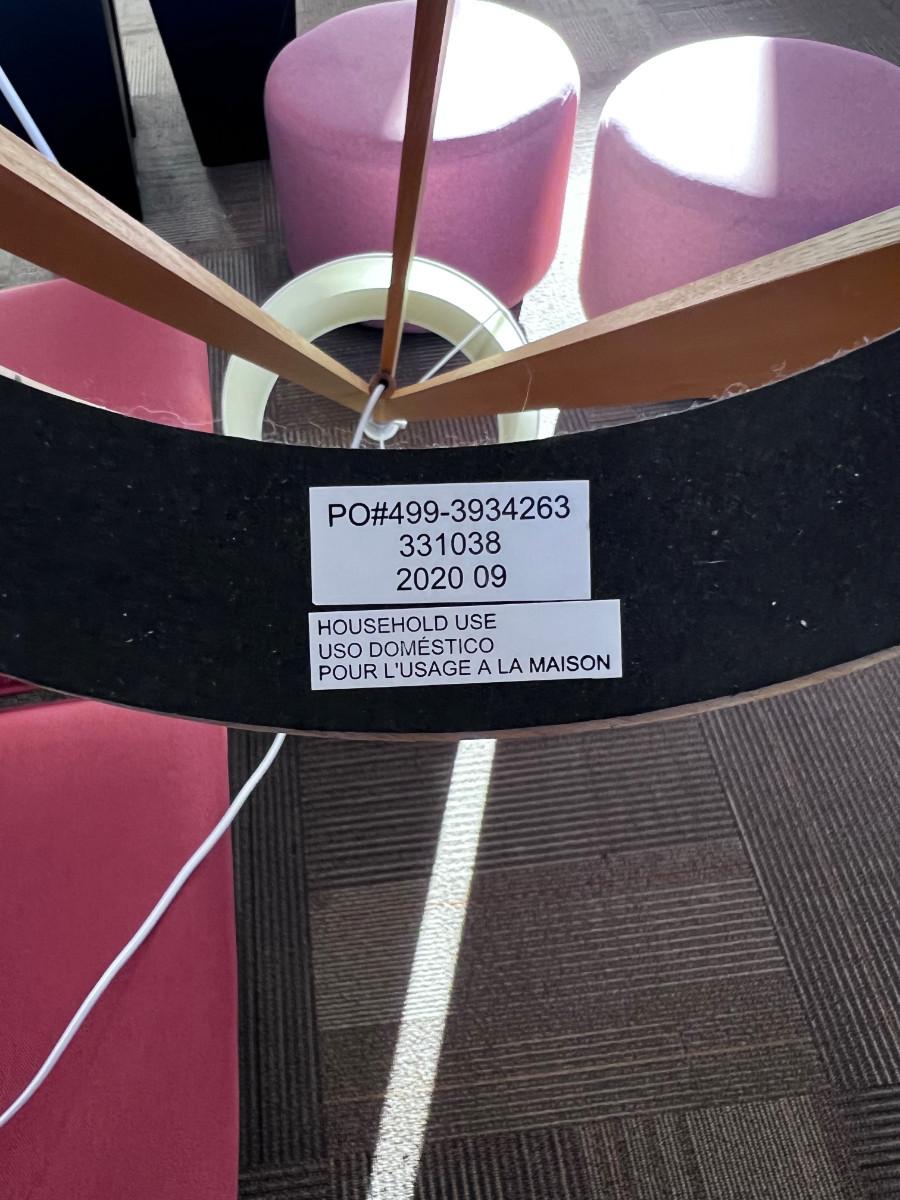 PO#499-3934263
331038
2020 09
HOUSEHOLD USE
USO DOMÉSTICO
POUR L'USAGE A LA MAISON